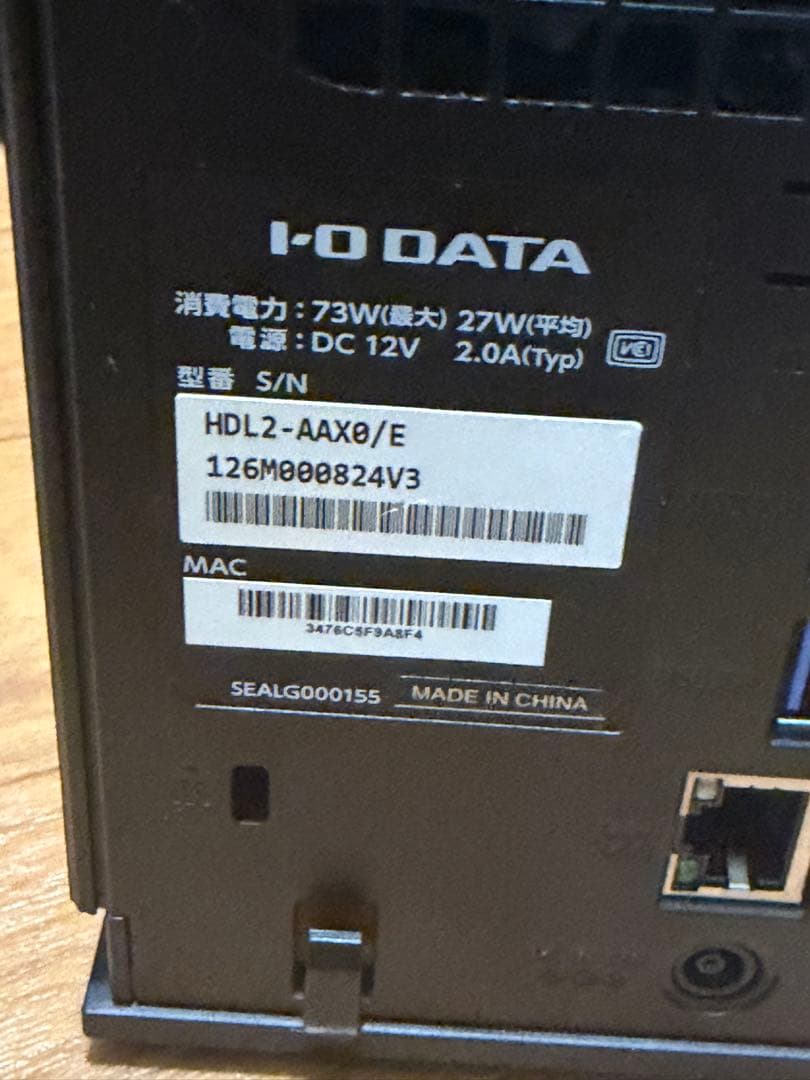 I-O DATA
消費電力：73W(最大) 27W(平均)
電源：DC 12V 2.0A(Typ)
VCCI
型番 S/N
HDL2-AAX0/E
126M000824V3
MAC
3476C5F9A8F4
SEALG000155 MADE IN CHINA